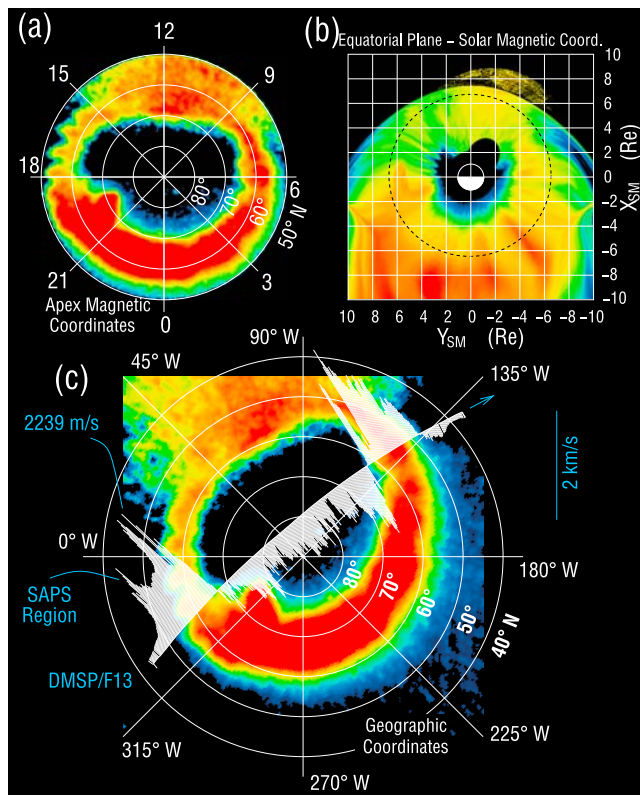 (a)
12
15
9
18
6
80°
70°
60°
50° N
21
3
0
Apex Magnetic
Coordinates
(b)
Equatorial Plane – Solar Magnetic Coord.
10
8
6
4
2
0
−2
−4
−6
−8
−10
X_SM (Re)
10 8 6 4 2 0 −2 −4 −6 −8 −10
Y_SM (Re)
(c)
90° W
45° W
135° W
2239 m/s
2 km/s
0° W
180° W
SAPS
Region
80°
70°
60°
50°
40° N
DMSP/F13
Geographic
Coordinates
315° W
225° W
270° W